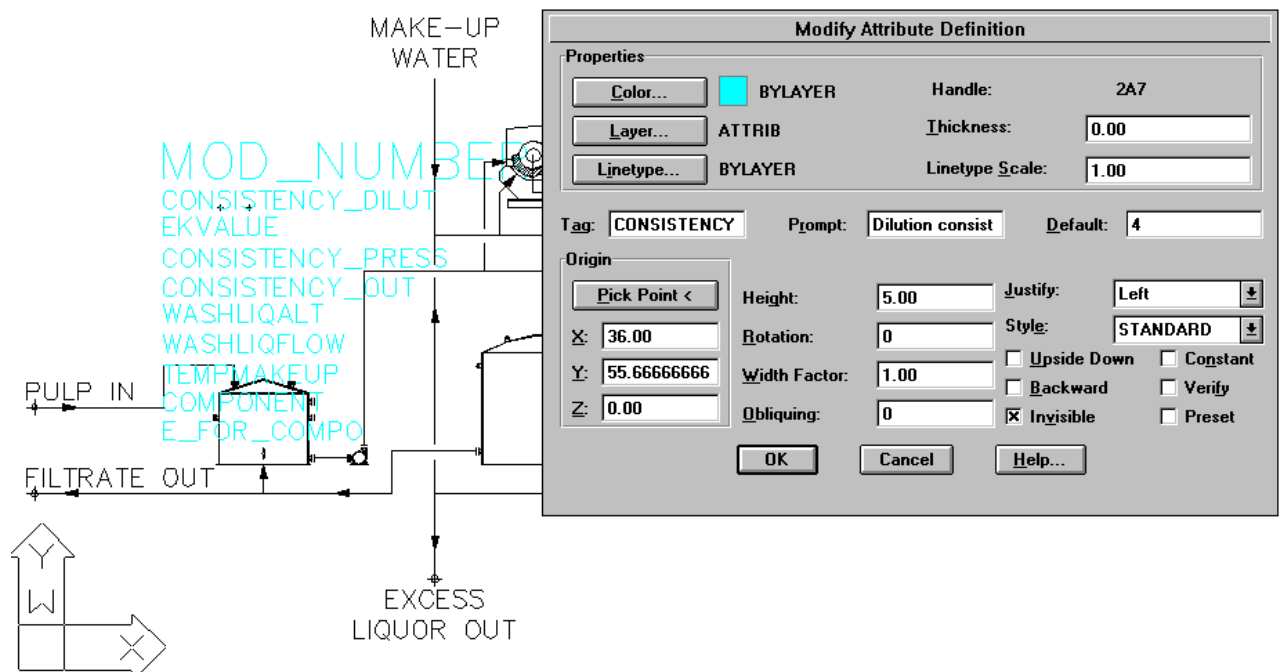 MAKE-UP
WATER
MOD_NUMBER
CONSISTENCY_DILUT
EKVALUE
CONSISTENCY_PRESS
CONSISTENCY_OUT
WASHLIQALT
WASHLIQFLOW
TEMPMAKEUP
COMPONENT
E_FOR_COMPO
PULP IN
FILTRATE OUT
EXCESS
LIQUOR OUT
Y
W
X
Modify Attribute Definition
Properties
Color... BYLAYER Handle: 2A7
Layer... ATTRIB Thickness: 0.00
Linetype... BYLAYER Linetype Scale: 1.00
Tag: CONSISTENCY Prompt: Dilution consist Default: 4
Origin
Pick Point <
X: 36.00
Y: 55.66666666
Z: 0.00
Height: 5.00
Rotation: 0
Width Factor: 1.00
Obliquing: 0
Justify: Left
Style: STANDARD
Upside Down Constant
Backward Verify
Invisible Preset
OK Cancel Help...